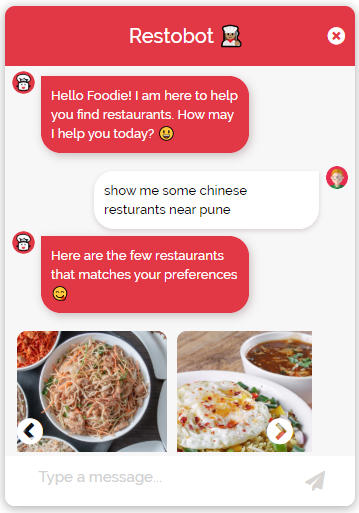 Restobot 👩🏽‍🍳
Hello Foodie! I am here to help
you find restaurants. How may
I help you today? 😃
show me some chinese
resturants near pune
Here are the few restaurants
that matches your preferences
😊
Type a message...